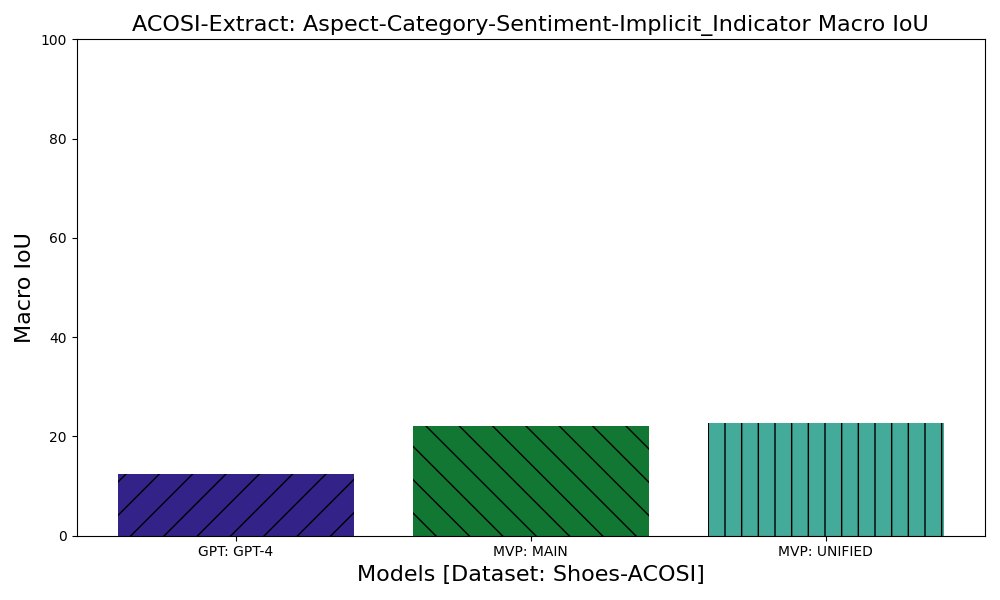 ACOSI-Extract: Aspect-Category-Sentiment-Implicit_Indicator Macro IoU
100
80
60
40
20
0
Macro IoU
GPT: GPT-4
MVP: MAIN
MVP: UNIFIED
Models [Dataset: Shoes-ACOSI]